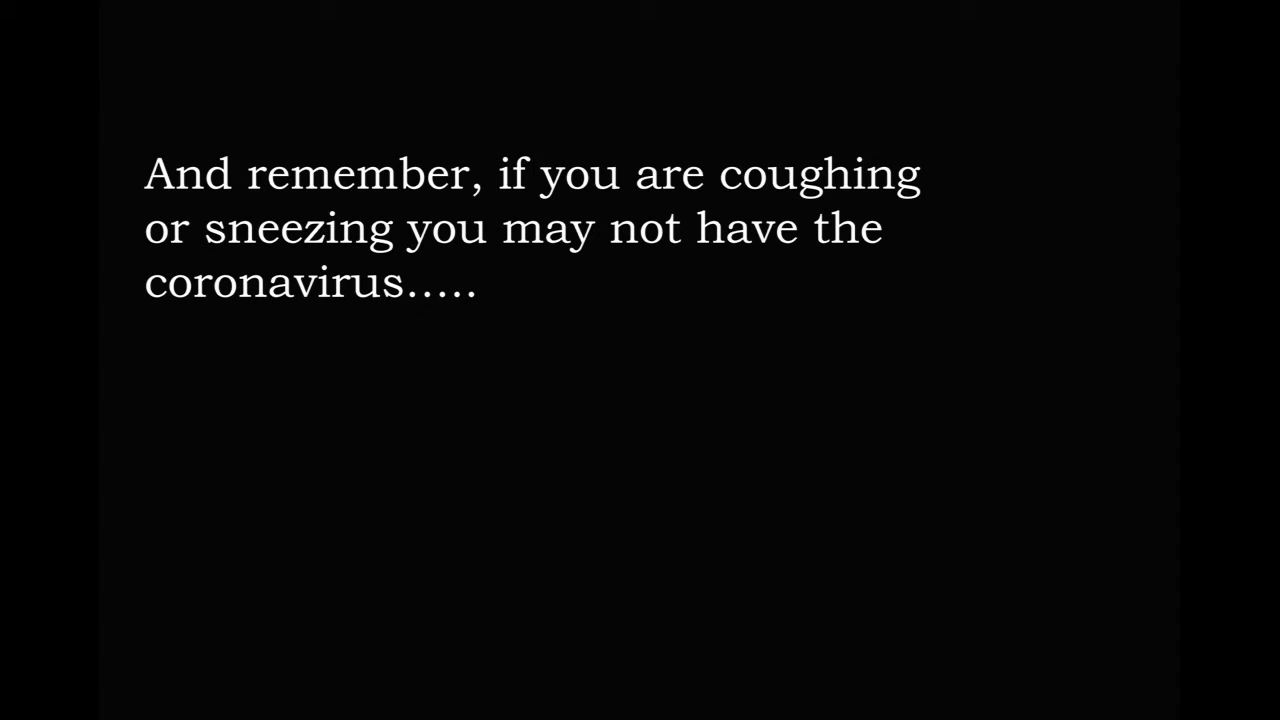 And remember, if you are coughing
or sneezing you may not have the
coronavirus.....